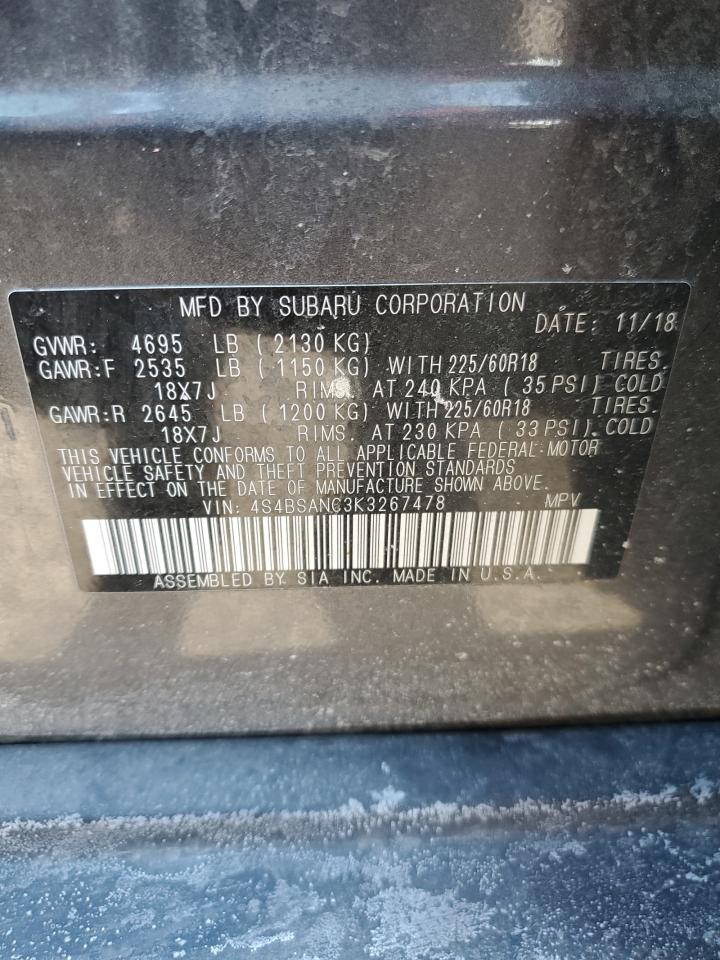 MFD BY SUBARU CORPORATION
DATE: 11/18
GVWR: 4695 LB ( 2130 KG)
GAWR:F 2535 LB ( 1150 KG) WITH 225/60R18 TIRES.
18X7J RIMS. AT 240 KPA ( 35 PSI) COLD
GAWR:R 2645 LB ( 1200 KG) WITH 225/60R18 TIRES.
18X7J RIMS. AT 230 KPA ( 33 PSI). COLD
THIS VEHICLE CONFORMS TO ALL APPLICABLE FEDERAL-MOTOR
VEHICLE SAFETY AND THEFT PREVENTION STANDARDS
IN EFFECT ON THE DATE OF MANUFACTURE SHOWN ABOVE.
VIN: 4S4BSANC3K3267478 MPV
ASSEMBLED BY SIA INC. MADE IN U.S.A.